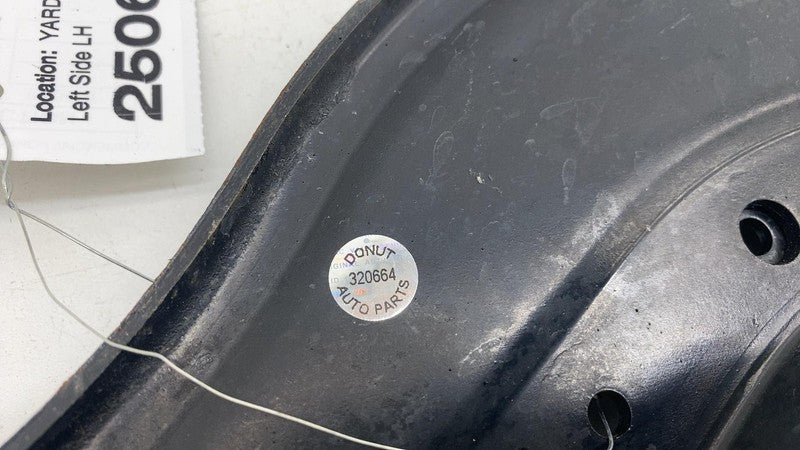 Location: YARD
Left Side LH
2506
DONUT
320664
AUTO PARTS